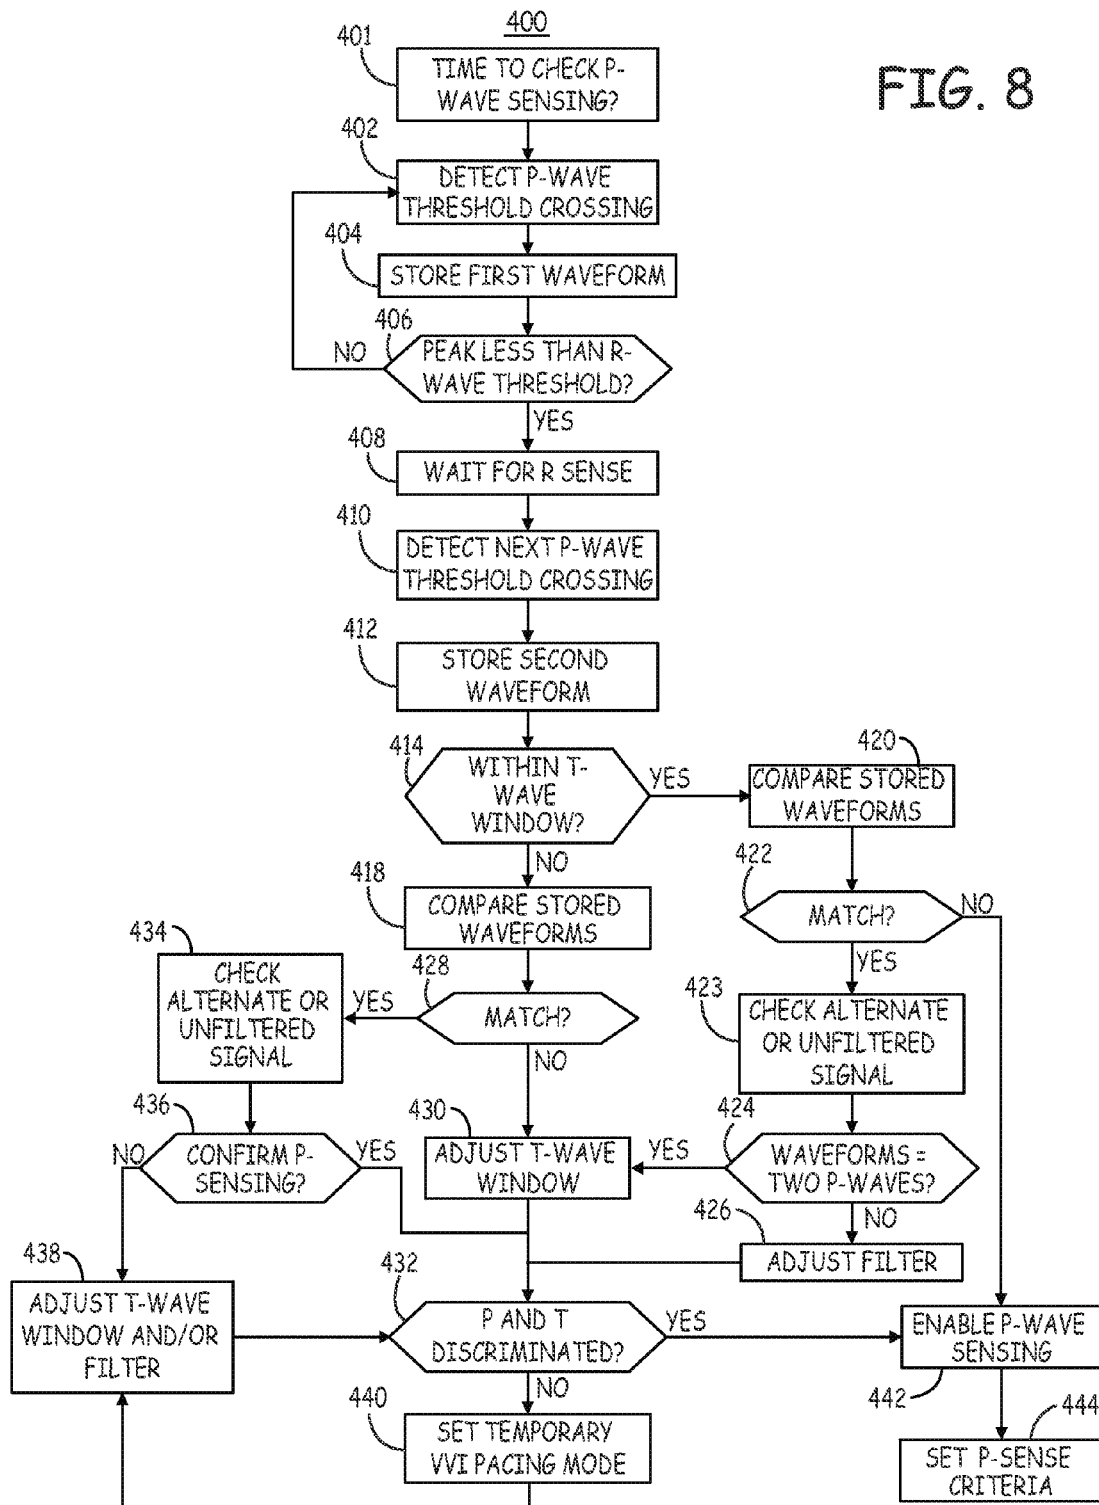 400
FIG. 8
401
TIME TO CHECK P-
WAVE SENSING?
402
DETECT P-WAVE
THRESHOLD CROSSING
404
STORE FIRST WAVEFORM
406
NO
PEAK LESS THAN R-
WAVE THRESHOLD?
YES
408
WAIT FOR R SENSE
410
DETECT NEXT P-WAVE
THRESHOLD CROSSING
412
STORE SECOND
WAVEFORM
414
WITHIN T-
WAVE
WINDOW?
YES
NO
420
COMPARE STORED
WAVEFORMS
422
MATCH?
NO
YES
418
COMPARE STORED
WAVEFORMS
428
MATCH?
YES
NO
434
CHECK
ALTERNATE OR
UNFILTERED
SIGNAL
423
CHECK ALTERNATE
OR UNFILTERED
SIGNAL
436
NO
CONFIRM P-
SENSING?
YES
430
ADJUST T-WAVE
WINDOW
424
YES
WAVEFORMS =
TWO P-WAVES?
NO
426
ADJUST FILTER
438
ADJUST T-WAVE
WINDOW AND/OR
FILTER
432
P AND T
DISCRIMINATED?
YES
NO
ENABLE P-WAVE
SENSING
442
440
SET TEMPORARY
VVI PACING MODE
444
SET P-SENSE
CRITERIA